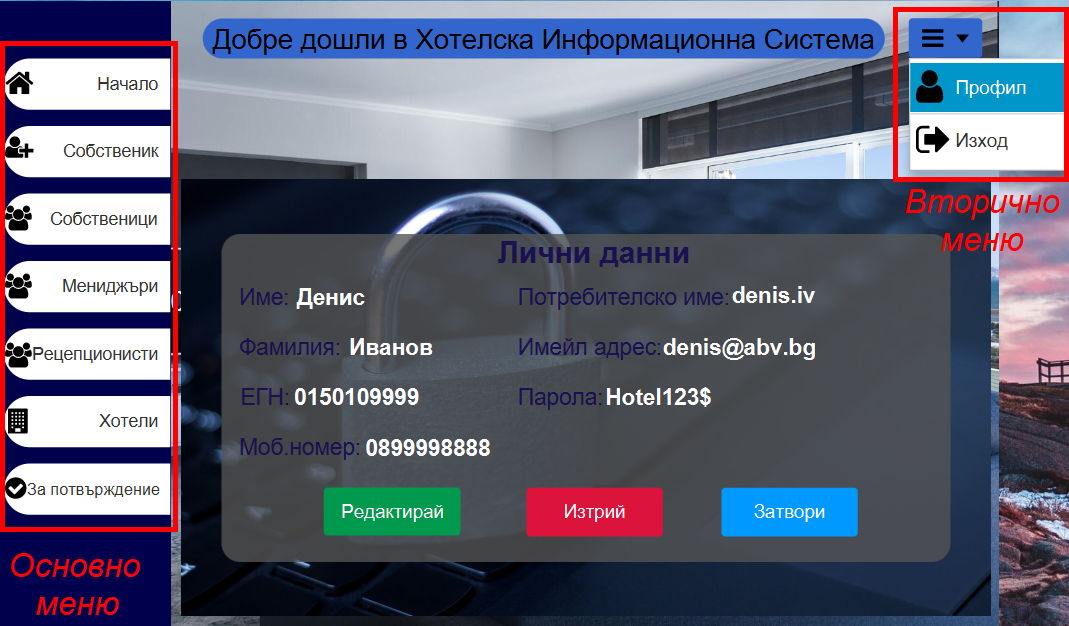 Добре дошли в Хотелска Информационна Система
Профил
Изход
Вторично
меню
Начало
Собственик
Собственици
Мениджъри
Рецепционисти
Хотели
За потвърждение
Основно
меню
Лични данни
Име: Денис
Потребителско име: denis.iv
Фамилия: Иванов
Имейл адрес: denis@abv.bg
ЕГН: 0150109999
Парола: Hotel123$
Моб.номер: 0899998888
Редактирай
Изтрий
Затвори